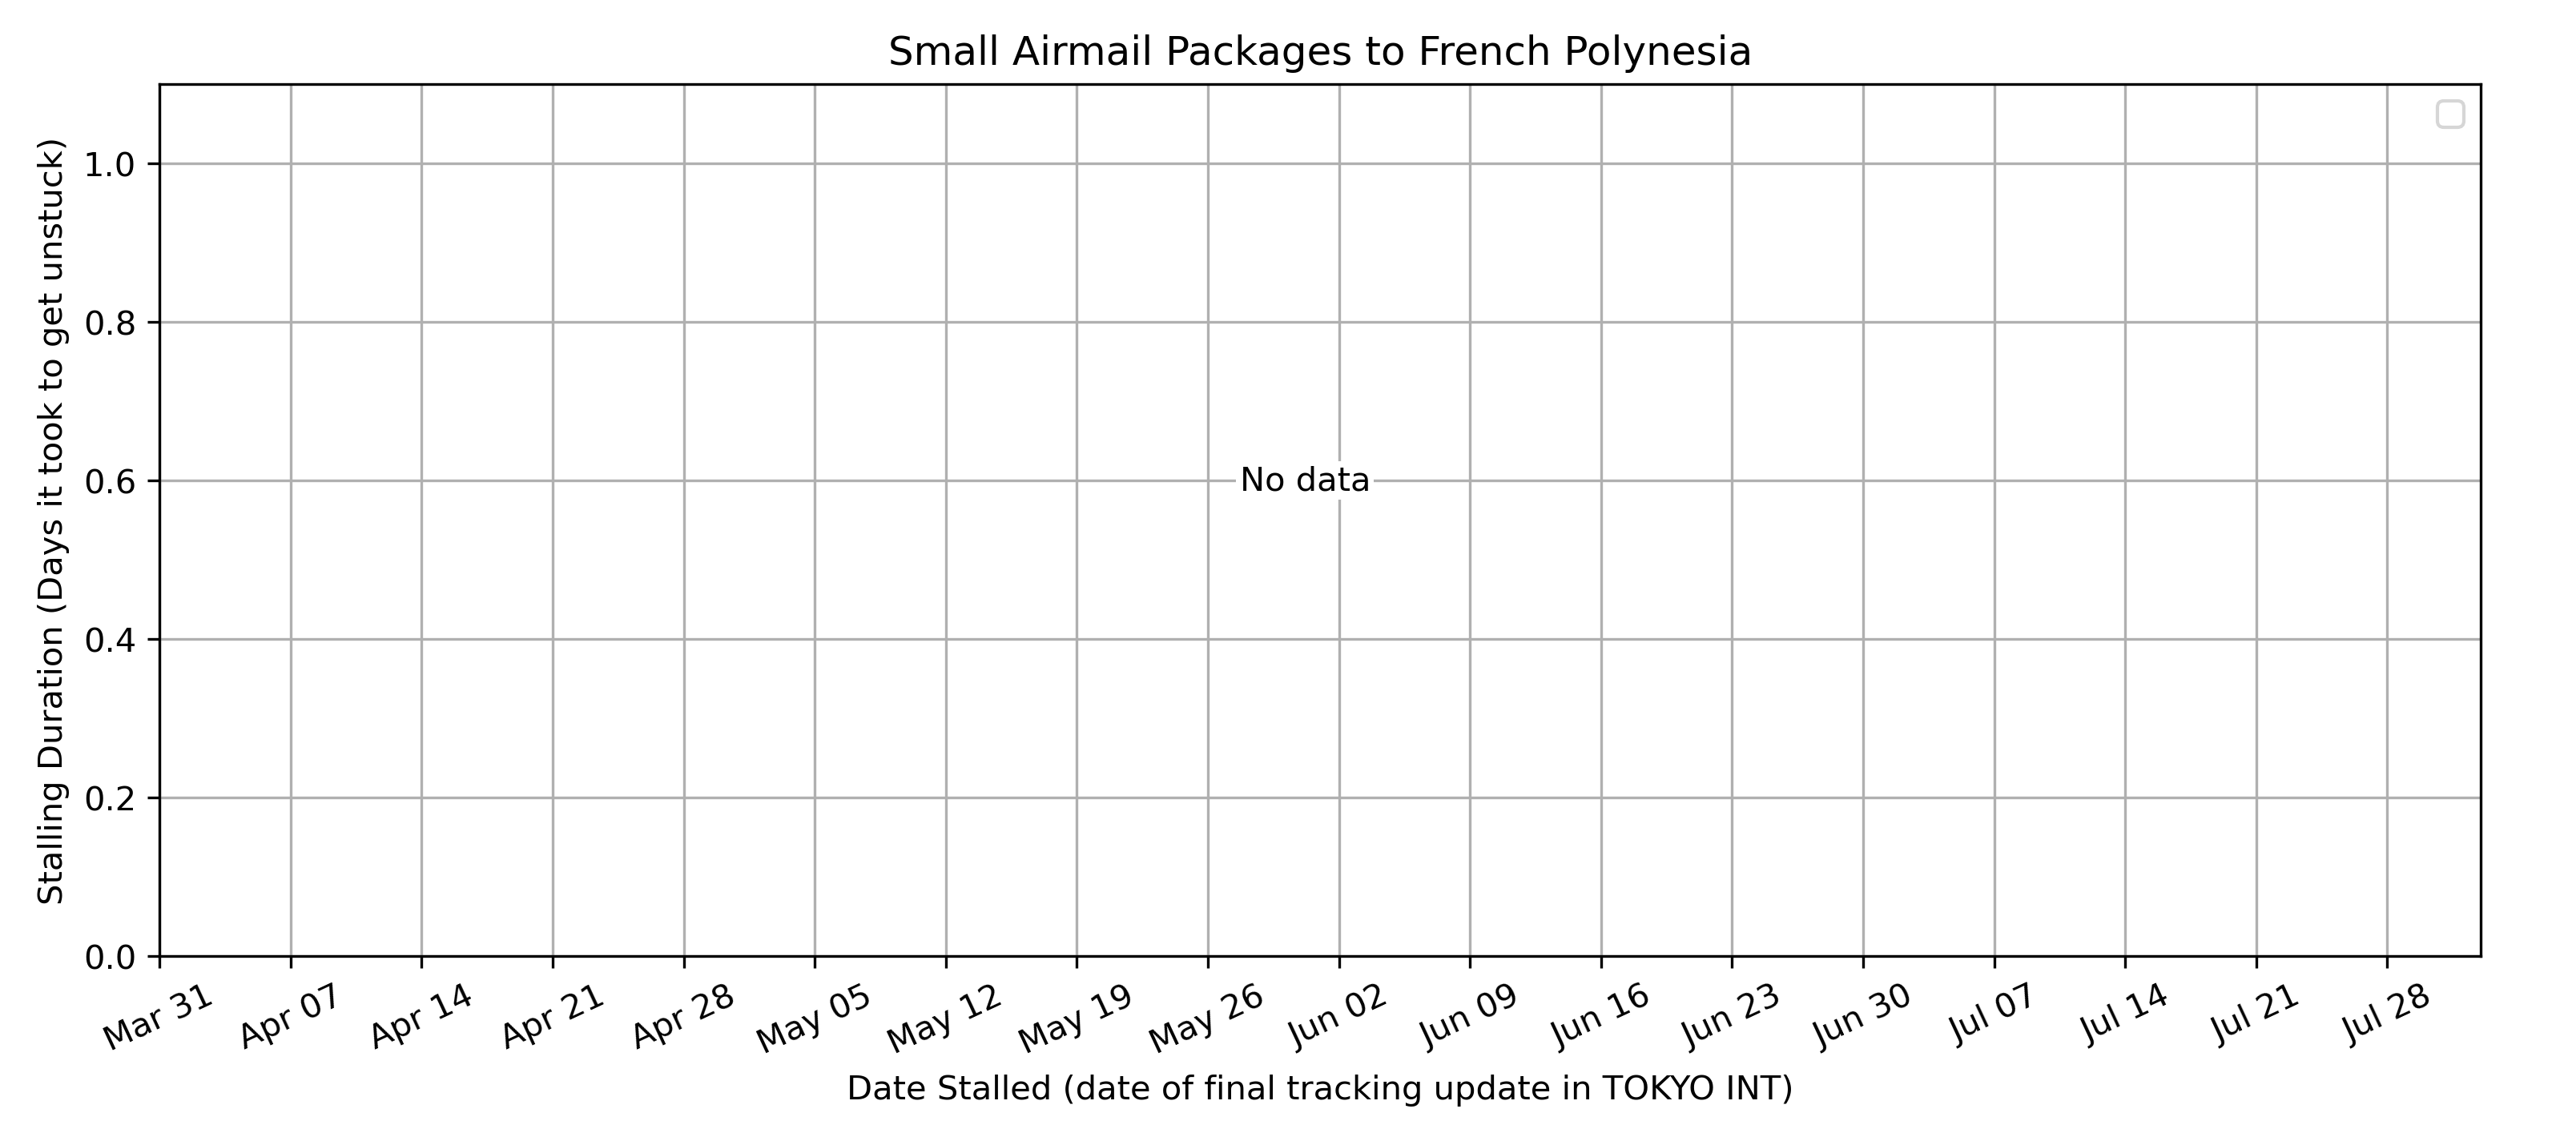 Small Airmail Packages to French Polynesia
Stalling Duration (Days it took to get unstuck)
1.0
0.8
0.6
0.4
0.2
0.0
No data
Mar 31 Apr 07 Apr 14 Apr 21 Apr 28 May 05 May 12 May 19 May 26 Jun 02 Jun 09 Jun 16 Jun 23 Jun 30 Jul 07 Jul 14 Jul 21 Jul 28
Date Stalled (date of final tracking update in TOKYO INT)